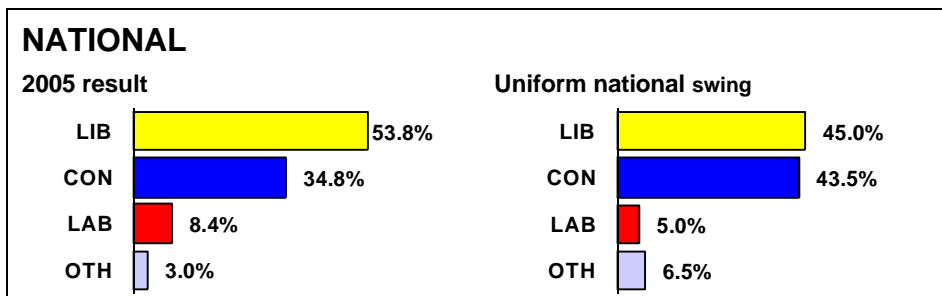 NATIONAL
2005 result
LIB 53.8%
CON 34.8%
LAB 8.4%
OTH 3.0%
Uniform national swing
LIB 45.0%
CON 43.5%
LAB 5.0%
OTH 6.5%